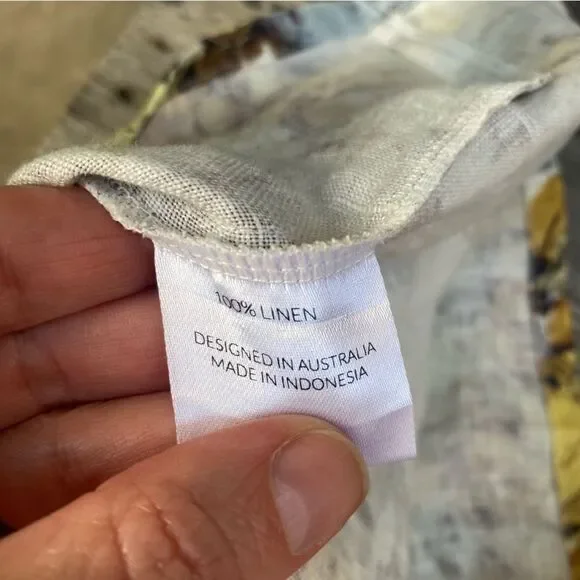 100% LINEN
DESIGNED IN AUSTRALIA
MADE IN INDONESIA